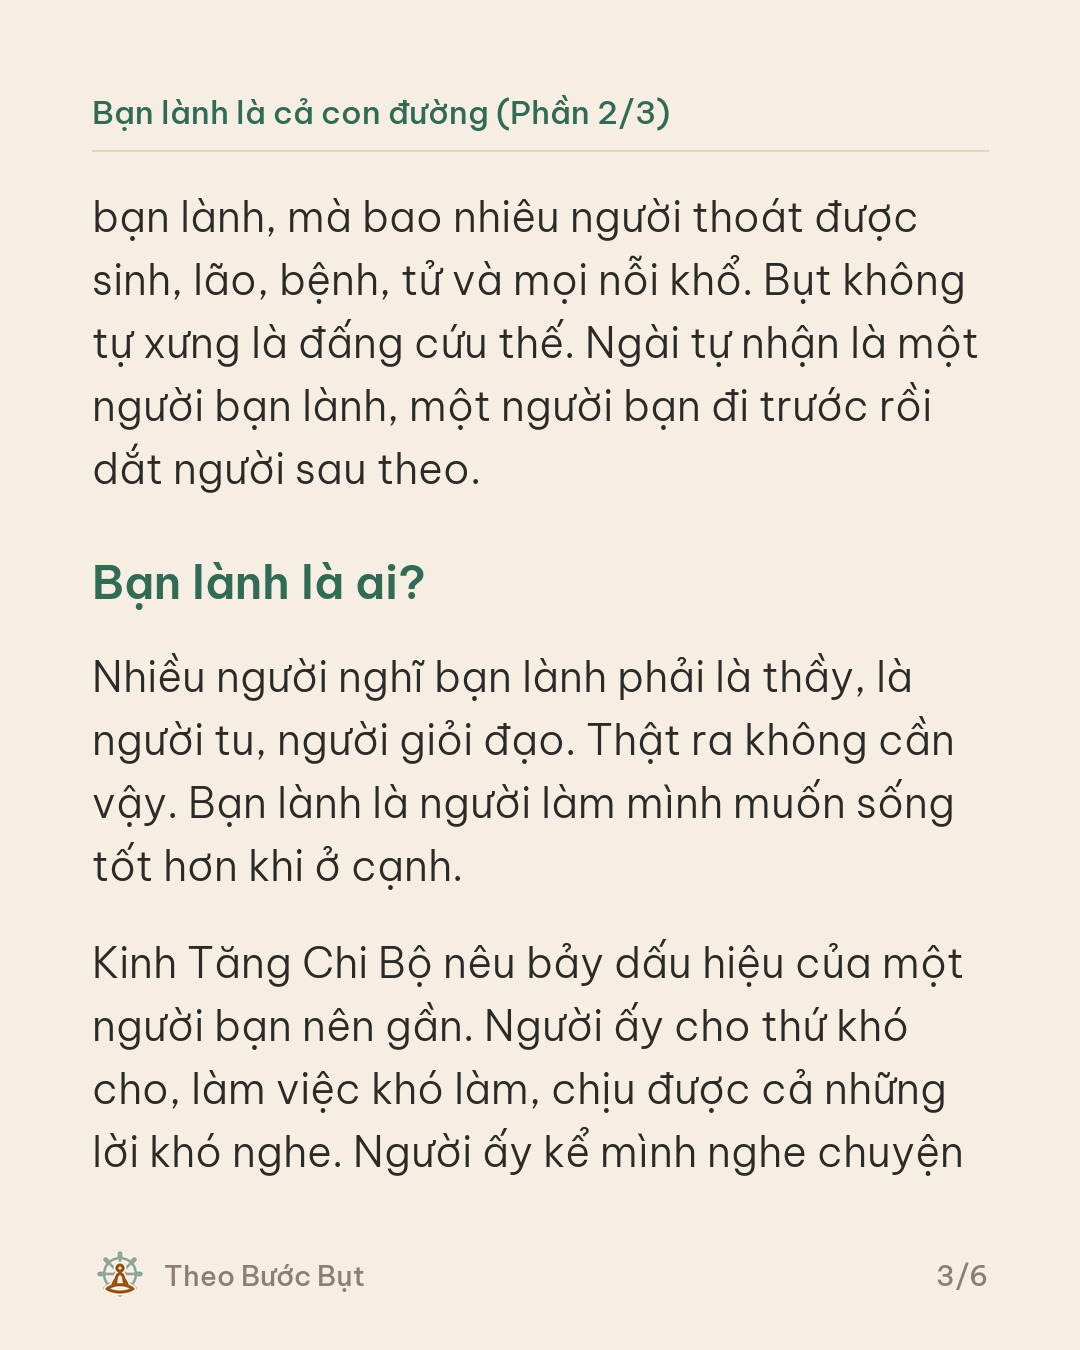 Bạn lành là cả con đường (Phần 2/3)
bạn lành, mà bao nhiêu người thoát được
sinh, lão, bệnh, tử và mọi nỗi khổ. Bụt không
tự xưng là đấng cứu thế. Ngài tự nhận là một
người bạn lành, một người bạn đi trước rồi
dắt người sau theo.
Bạn lành là ai?
Nhiều người nghĩ bạn lành phải là thầy, là
người tu, người giỏi đạo. Thật ra không cần
vậy. Bạn lành là người làm mình muốn sống
tốt hơn khi ở cạnh.
Kinh Tăng Chi Bộ nêu bảy dấu hiệu của một
người bạn nên gần. Người ấy cho thứ khó
cho, làm việc khó làm, chịu được cả những
lời khó nghe. Người ấy kể mình nghe chuyện
Theo Bước Bụt
3/6